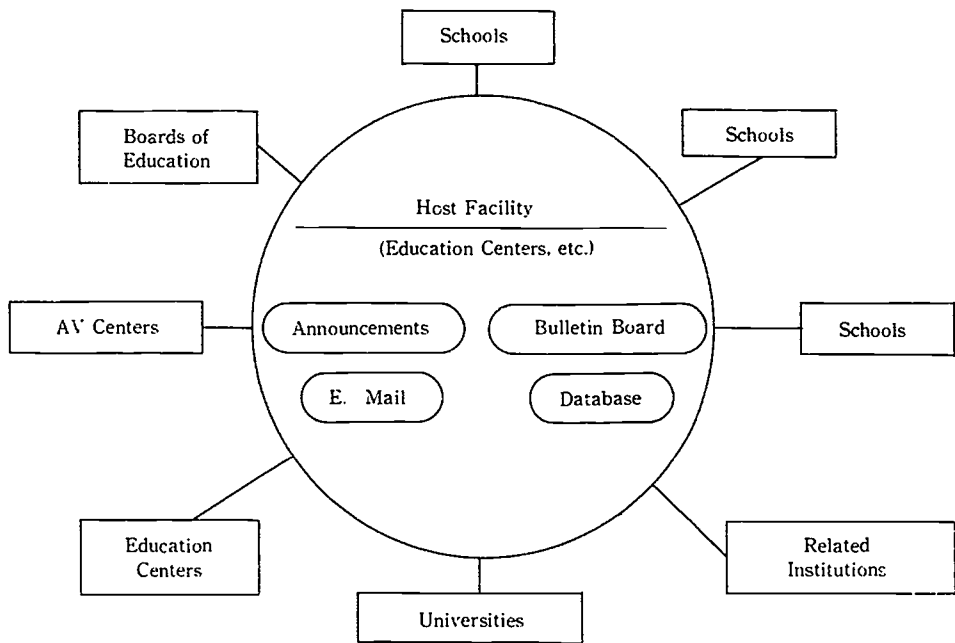 Schools
Boards of
Education
Schools
Host Facility
(Education Centers, etc.)
AV Centers
Announcements
Bulletin Board
Schools
E. Mail
Database
Education
Centers
Related
Institutions
Universities